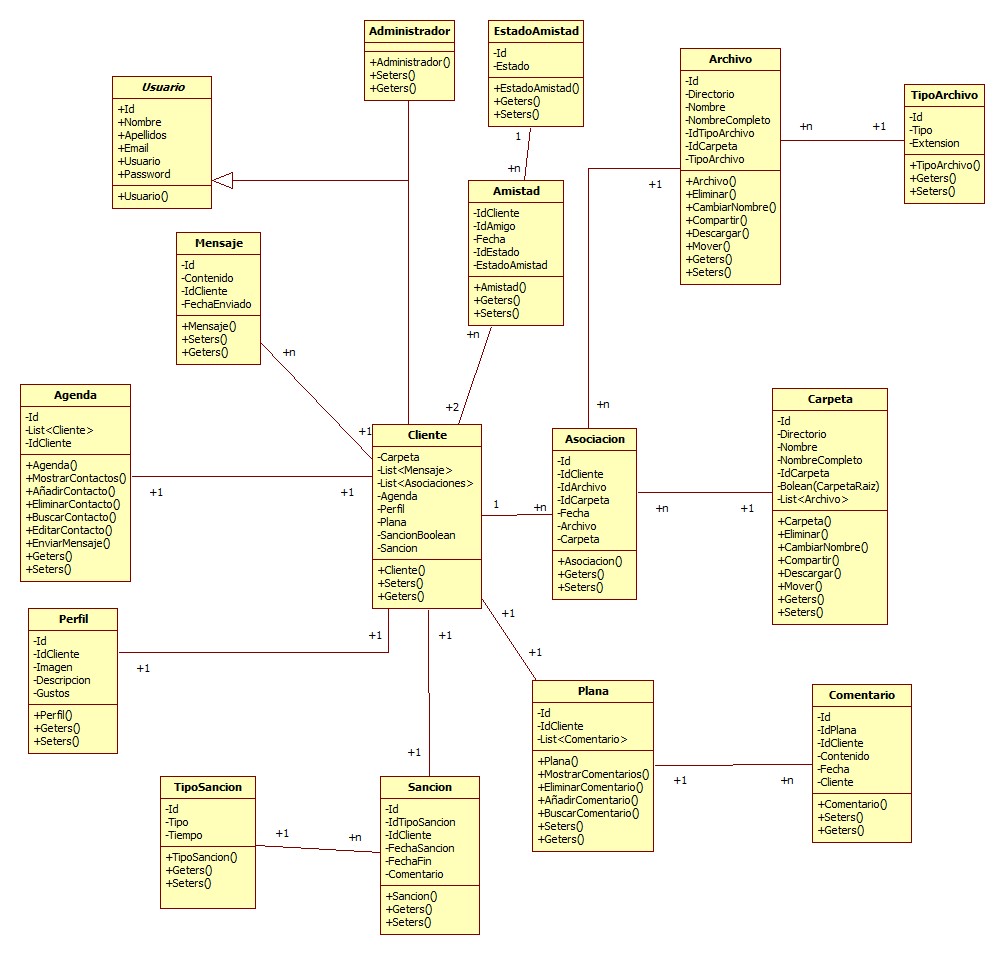 Administrador
+Administrador()
+Seters()
+Geters()
EstadoAmistad
-Id
-Estado
+EstadoAmistad()
+Geters()
+Seters()
Archivo
-Id
-Directorio
-Nombre
-NombreCompleto
-IdTipoArchivo
-IdCarpeta
-TipoArchivo
+Archivo()
+Eliminar()
+CambiarNombre()
+Compartir()
+Descargar()
+Mover()
+Geters()
+Seters()
TipoArchivo
-Id
-Tipo
-Extension
+TipoArchivo()
+Geters()
+Seters()
+n
+1
Usuario
+Id
+Nombre
+Apellidos
+Email
+Usuario
+Password
+Usuario()
1
+n
Amistad
-IdCliente
-IdAmigo
-Fecha
-IdEstado
-EstadoAmistad
+Amistad()
+Geters()
+Seters()
+1
+n
Mensaje
-Id
-Contenido
-IdCliente
-FechaEnviado
+Mensaje()
+Seters()
+Geters()
+n
+1
+n
+2
Agenda
-Id
-List<Cliente>
-IdCliente
+Agenda()
+MostrarContactos()
+AñadirContacto()
+EliminarContacto()
+BuscarContacto()
+EditarContacto()
+EnviarMensaje()
+Geters()
+Seters()
+1
+1
Cliente
-Carpeta
-List<Mensaje>
-List<Asociaciones>
-Agenda
-Perfil
-Plana
-SancionBoolean
-Sancion
+Cliente()
+Seters()
+Geters()
1
+n
Asociacion
-Id
-IdCliente
-IdArchivo
-IdCarpeta
-Fecha
-Archivo
-Carpeta
+Asociacion()
+Geters()
+Seters()
+n
+1
Carpeta
-Id
-Directorio
-Nombre
-NombreCompleto
-IdCarpeta
-Bolean(CarpetaRaiz)
-List<Archivo>
+Carpeta()
+Eliminar()
+CambiarNombre()
+Compartir()
+Descargar()
+Mover()
+Geters()
+Seters()
Perfil
-Id
-IdCliente
-Imagen
-Descripcion
-Gustos
+Perfil()
+Geters()
+Seters()
+1
+1
+1
+1
+1
+1
Plana
-Id
-IdCliente
-List<Comentario>
+Plana()
+MostrarComentarios()
+EliminarComentario()
+AñadirComentario()
+BuscarComentario()
+Seters()
+Geters()
+1
+n
Comentario
-Id
-IdPlana
-IdCliente
-Contenido
-Fecha
-Cliente
+Comentario()
+Seters()
+Geters()
TipoSancion
-Id
-Tipo
-Tiempo
+TipoSancion()
+Geters()
+Seters()
+1
+n
Sancion
-Id
-IdTipoSancion
-IdCliente
-FechaSancion
-FechaFin
-Comentario
+Sancion()
+Geters()
+Seters()